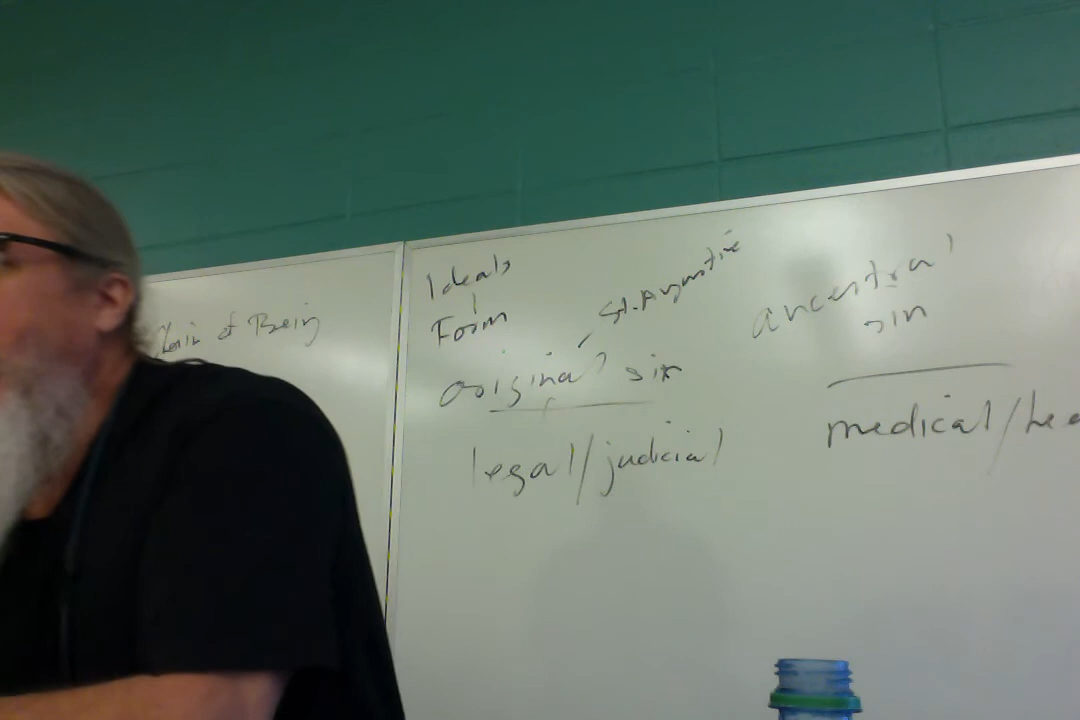 Chain of Being
Ideals
Form
St. Augustine
original sin
legal/judicial
ancestral
sin
medical/hea